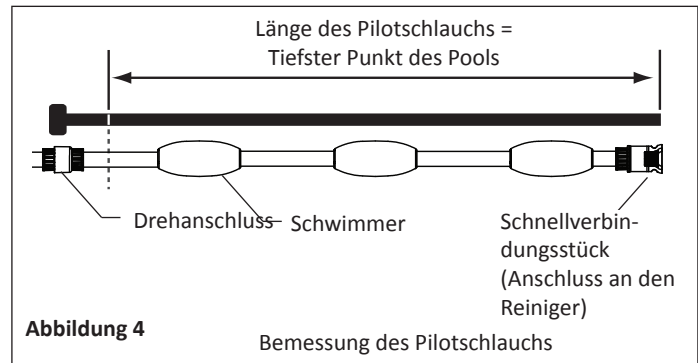 Länge des Pilotschlauchs =
Tiefster Punkt des Pools
Drehanschluss
Schwimmer
Schnellverbin-
dungsstück
(Anschluss an den
Reiniger)
Abbildung 4
Bemessung des Pilotschlauchs